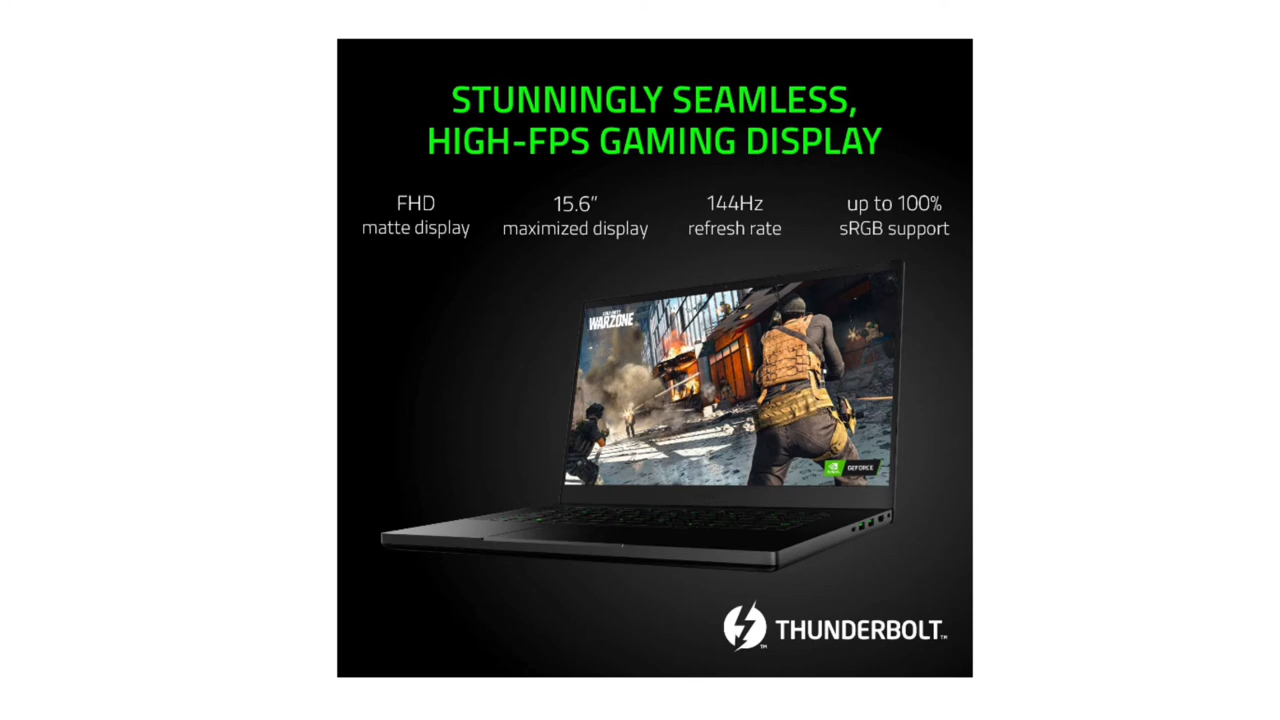 STUNNINGLY SEAMLESS,
HIGH-FPS GAMING DISPLAY
FHD
matte display
15.6”
maximized display
144Hz
refresh rate
up to 100%
sRGB support
WARZONE
GEFORCE
THUNDERBOLT™